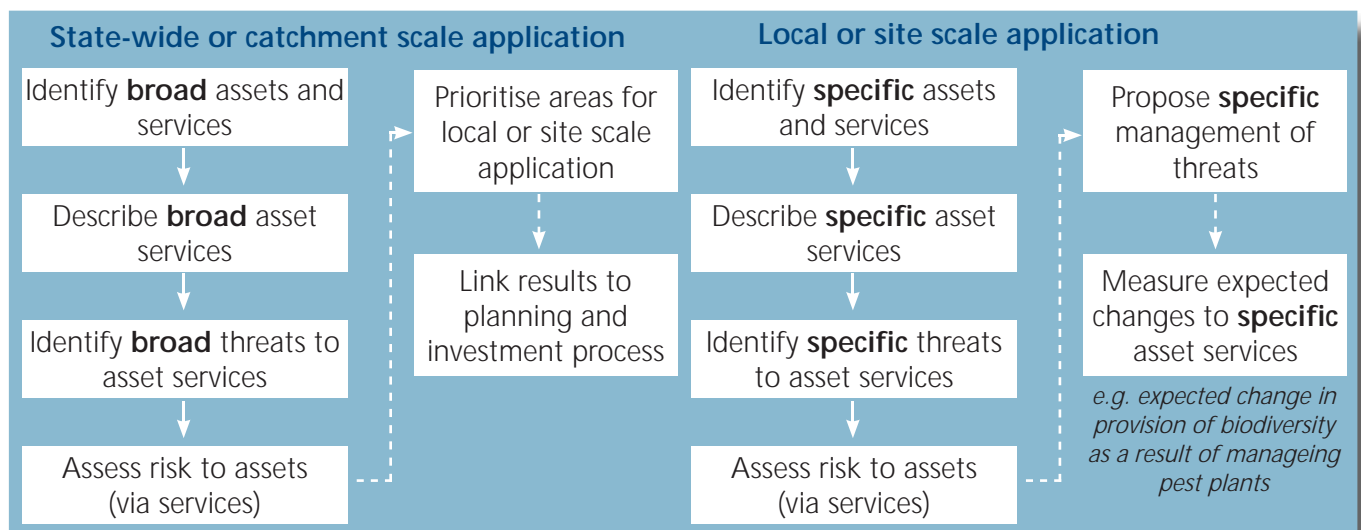 State-wide or catchment scale application
Identify broad assets and
services
Describe broad asset
services
Identify broad threats to
asset services
Assess risk to assets
(via services)
Prioritise areas for
local or site scale
application
Link results to
planning and
investment process
Local or site scale application
Identify specific assets
and services
Describe specific asset
services
Identify specific threats
to asset services
Assess risk to assets
(via services)
Propose specific
management of
threats
Measure expected
changes to specific
asset services
e.g. expected change in
provision of biodiversity
as a result of manageing
pest plants